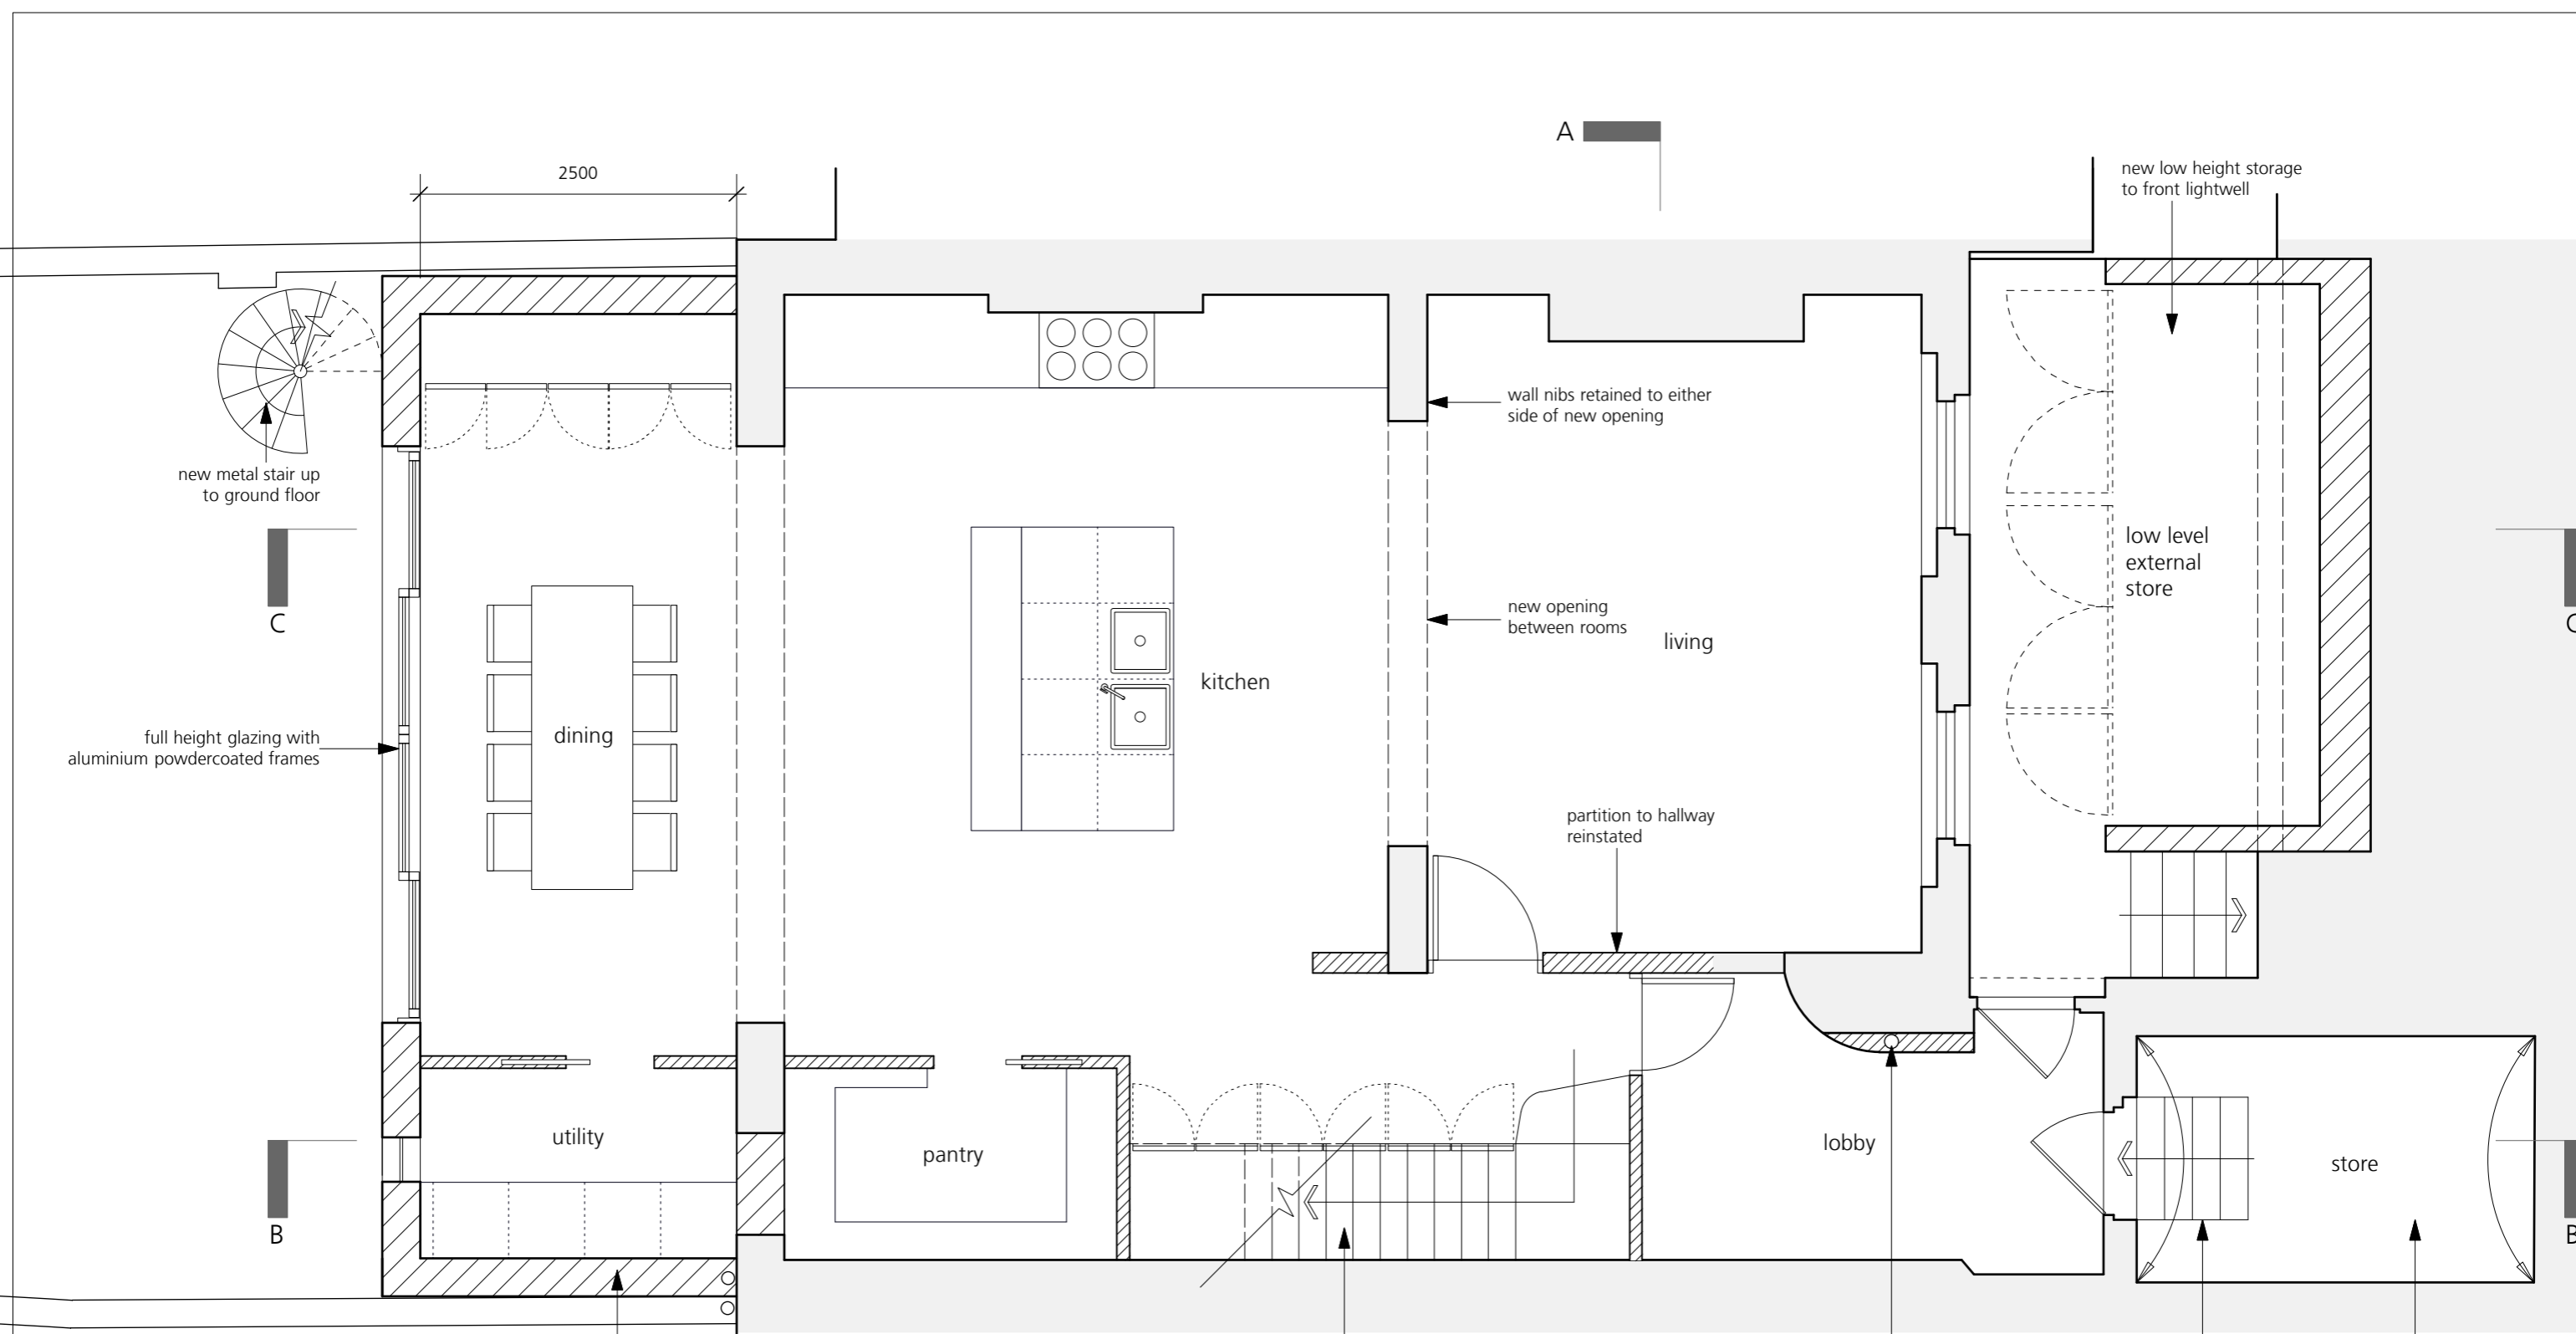 A
2500
new low height storage
to front lightwell
wall nibs retained to either
side of new opening
new metal stair up
to ground floor
low level
external
store
C
C
new opening
between rooms
living
kitchen
dining
full height glazing with
aluminium powdercoated frames
partition to hallway
reinstated
utility
pantry
lobby
store
B
B